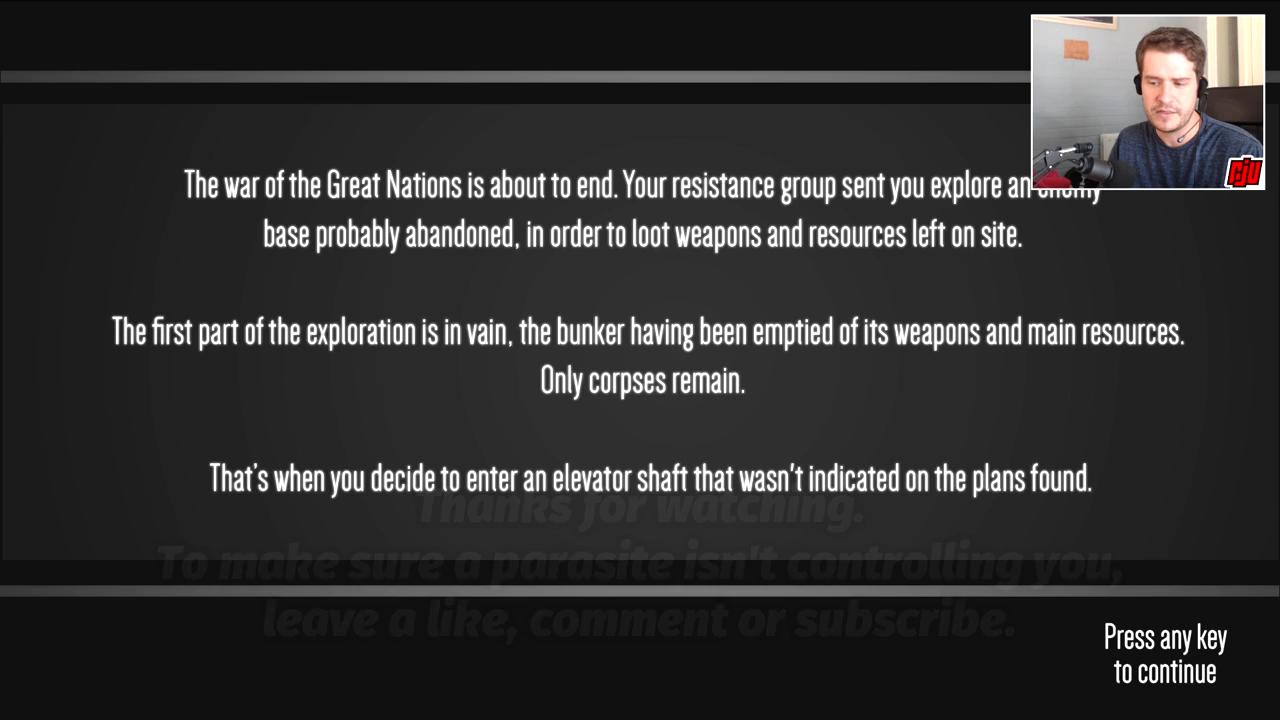 The war of the Great Nations is about to end. Your resistance group sent you explore an enemy
base probably abandoned, in order to loot weapons and resources left on site.
The first part of the exploration is in vain, the bunker having been emptied of its weapons and main resources.
Only corpses remain.
That's when you decide to enter an elevator shaft that wasn't indicated on the plans found.
Thanks for watching.
To make sure a parasite isn't controlling you,
leave a like, comment or subscribe.
Press any key
to continue